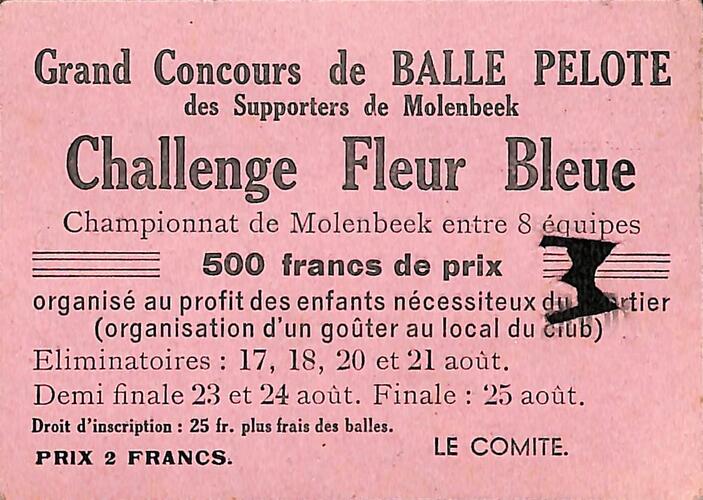 Grand Concours de BALLE PELOTE
des Supporters de Molenbeek
Challenge Fleur Bleue
Championnat de Molenbeek entre 8 équipes
500 francs de prix
organisé au profit des enfants nécessiteux du
(organisation d'un goûter au local du club)
Eliminatoires : 17, 18, 20 et 21 août.
Demi finale 23 et 24 août. Finale : 25 août.
Droit d'inscription : 25 fr. plus frais des balles.
LE COMITE.
PRIX 2 FRANCS.